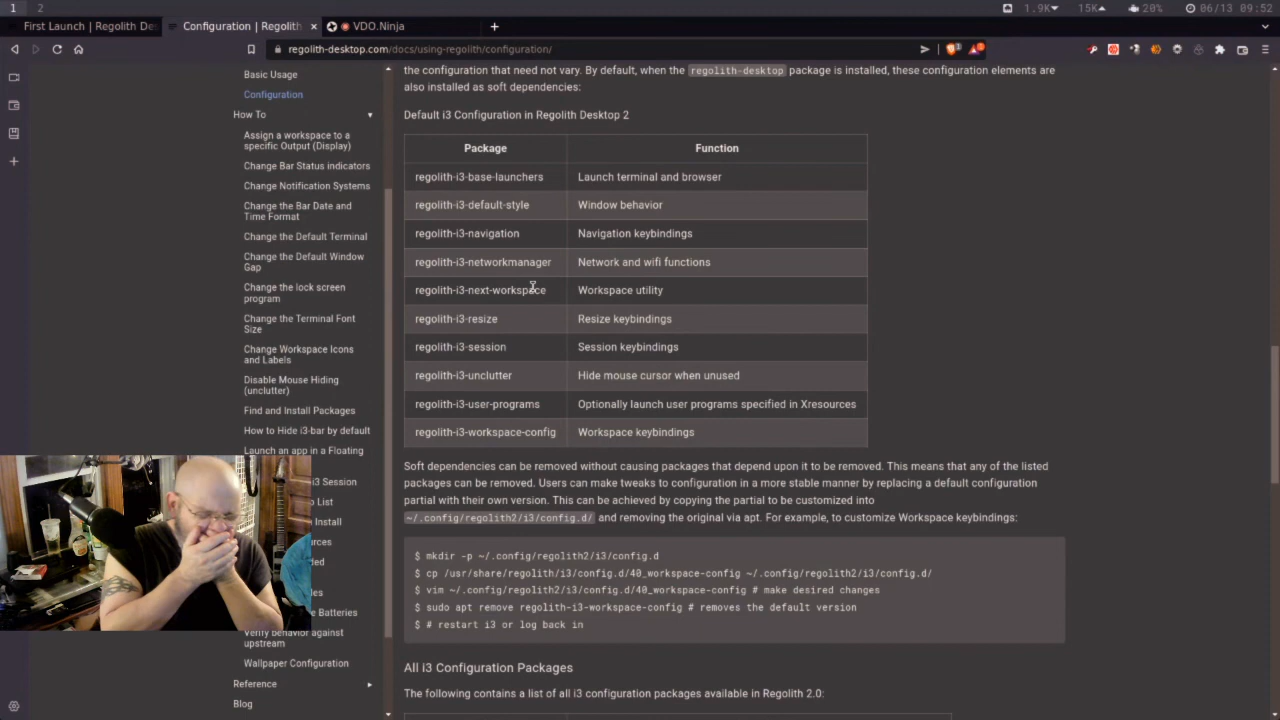 1 2 1.9K 15K 20% 06/13 09:52
First Launch | Regolith Des Configuration | Regolith VDO.Ninja
regolith-desktop.com/docs/using-regolith/configuration/
Basic Usage
Configuration
How To
Assign a workspace to a
specific Output (Display)
Change Bar Status indicators
Change Notification Systems
Change the Bar Date and
Time Format
Change the Default Terminal
Change the Default Window
Gap
Change the lock screen
program
Change the Terminal Font
Size
Change Workspace Icons
and Labels
Disable Mouse Hiding
(unclutter)
Find and Install Packages
How to Hide i3-bar by default
Launch an app in a Floating
i3 Session
List
Install
Verify behavior against
upstream
Wallpaper Configuration
Reference
Blog
the configuration that need not vary. By default, when the regolith-desktop package is installed, these configuration elements are
also installed as soft dependencies:
Default i3 Configuration in Regolith Desktop 2
Package Function
regolith-i3-base-launchers Launch terminal and browser
regolith-i3-default-style Window behavior
regolith-i3-navigation Navigation keybindings
regolith-i3-networkmanager Network and wifi functions
regolith-i3-next-workspace Workspace utility
regolith-i3-resize Resize keybindings
regolith-i3-session Session keybindings
regolith-i3-unclutter Hide mouse cursor when unused
regolith-i3-user-programs Optionally launch user programs specified in Xresources
regolith-i3-workspace-config Workspace keybindings
Soft dependencies can be removed without causing packages that depend upon it to be removed. This means that any of the listed
packages can be removed. Users can make tweaks to configuration in a more stable manner by replacing a default configuration
partial with their own version. This can be achieved by copying the partial to be customized into
~/.config/regolith2/i3/config.d/ and removing the original via apt. For example, to customize Workspace keybindings:
$ mkdir -p ~/.config/regolith2/i3/config.d
$ cp /usr/share/regolith/i3/config.d/40_workspace-config ~/.config/regolith2/i3/config.d/
$ vim ~/.config/regolith2/i3/config.d/40_workspace-config # make desired changes
$ sudo apt remove regolith-i3-workspace-config # removes the default version
$ # restart i3 or log back in
All i3 Configuration Packages
The following contains a list of all i3 configuration packages available in Regolith 2.0: